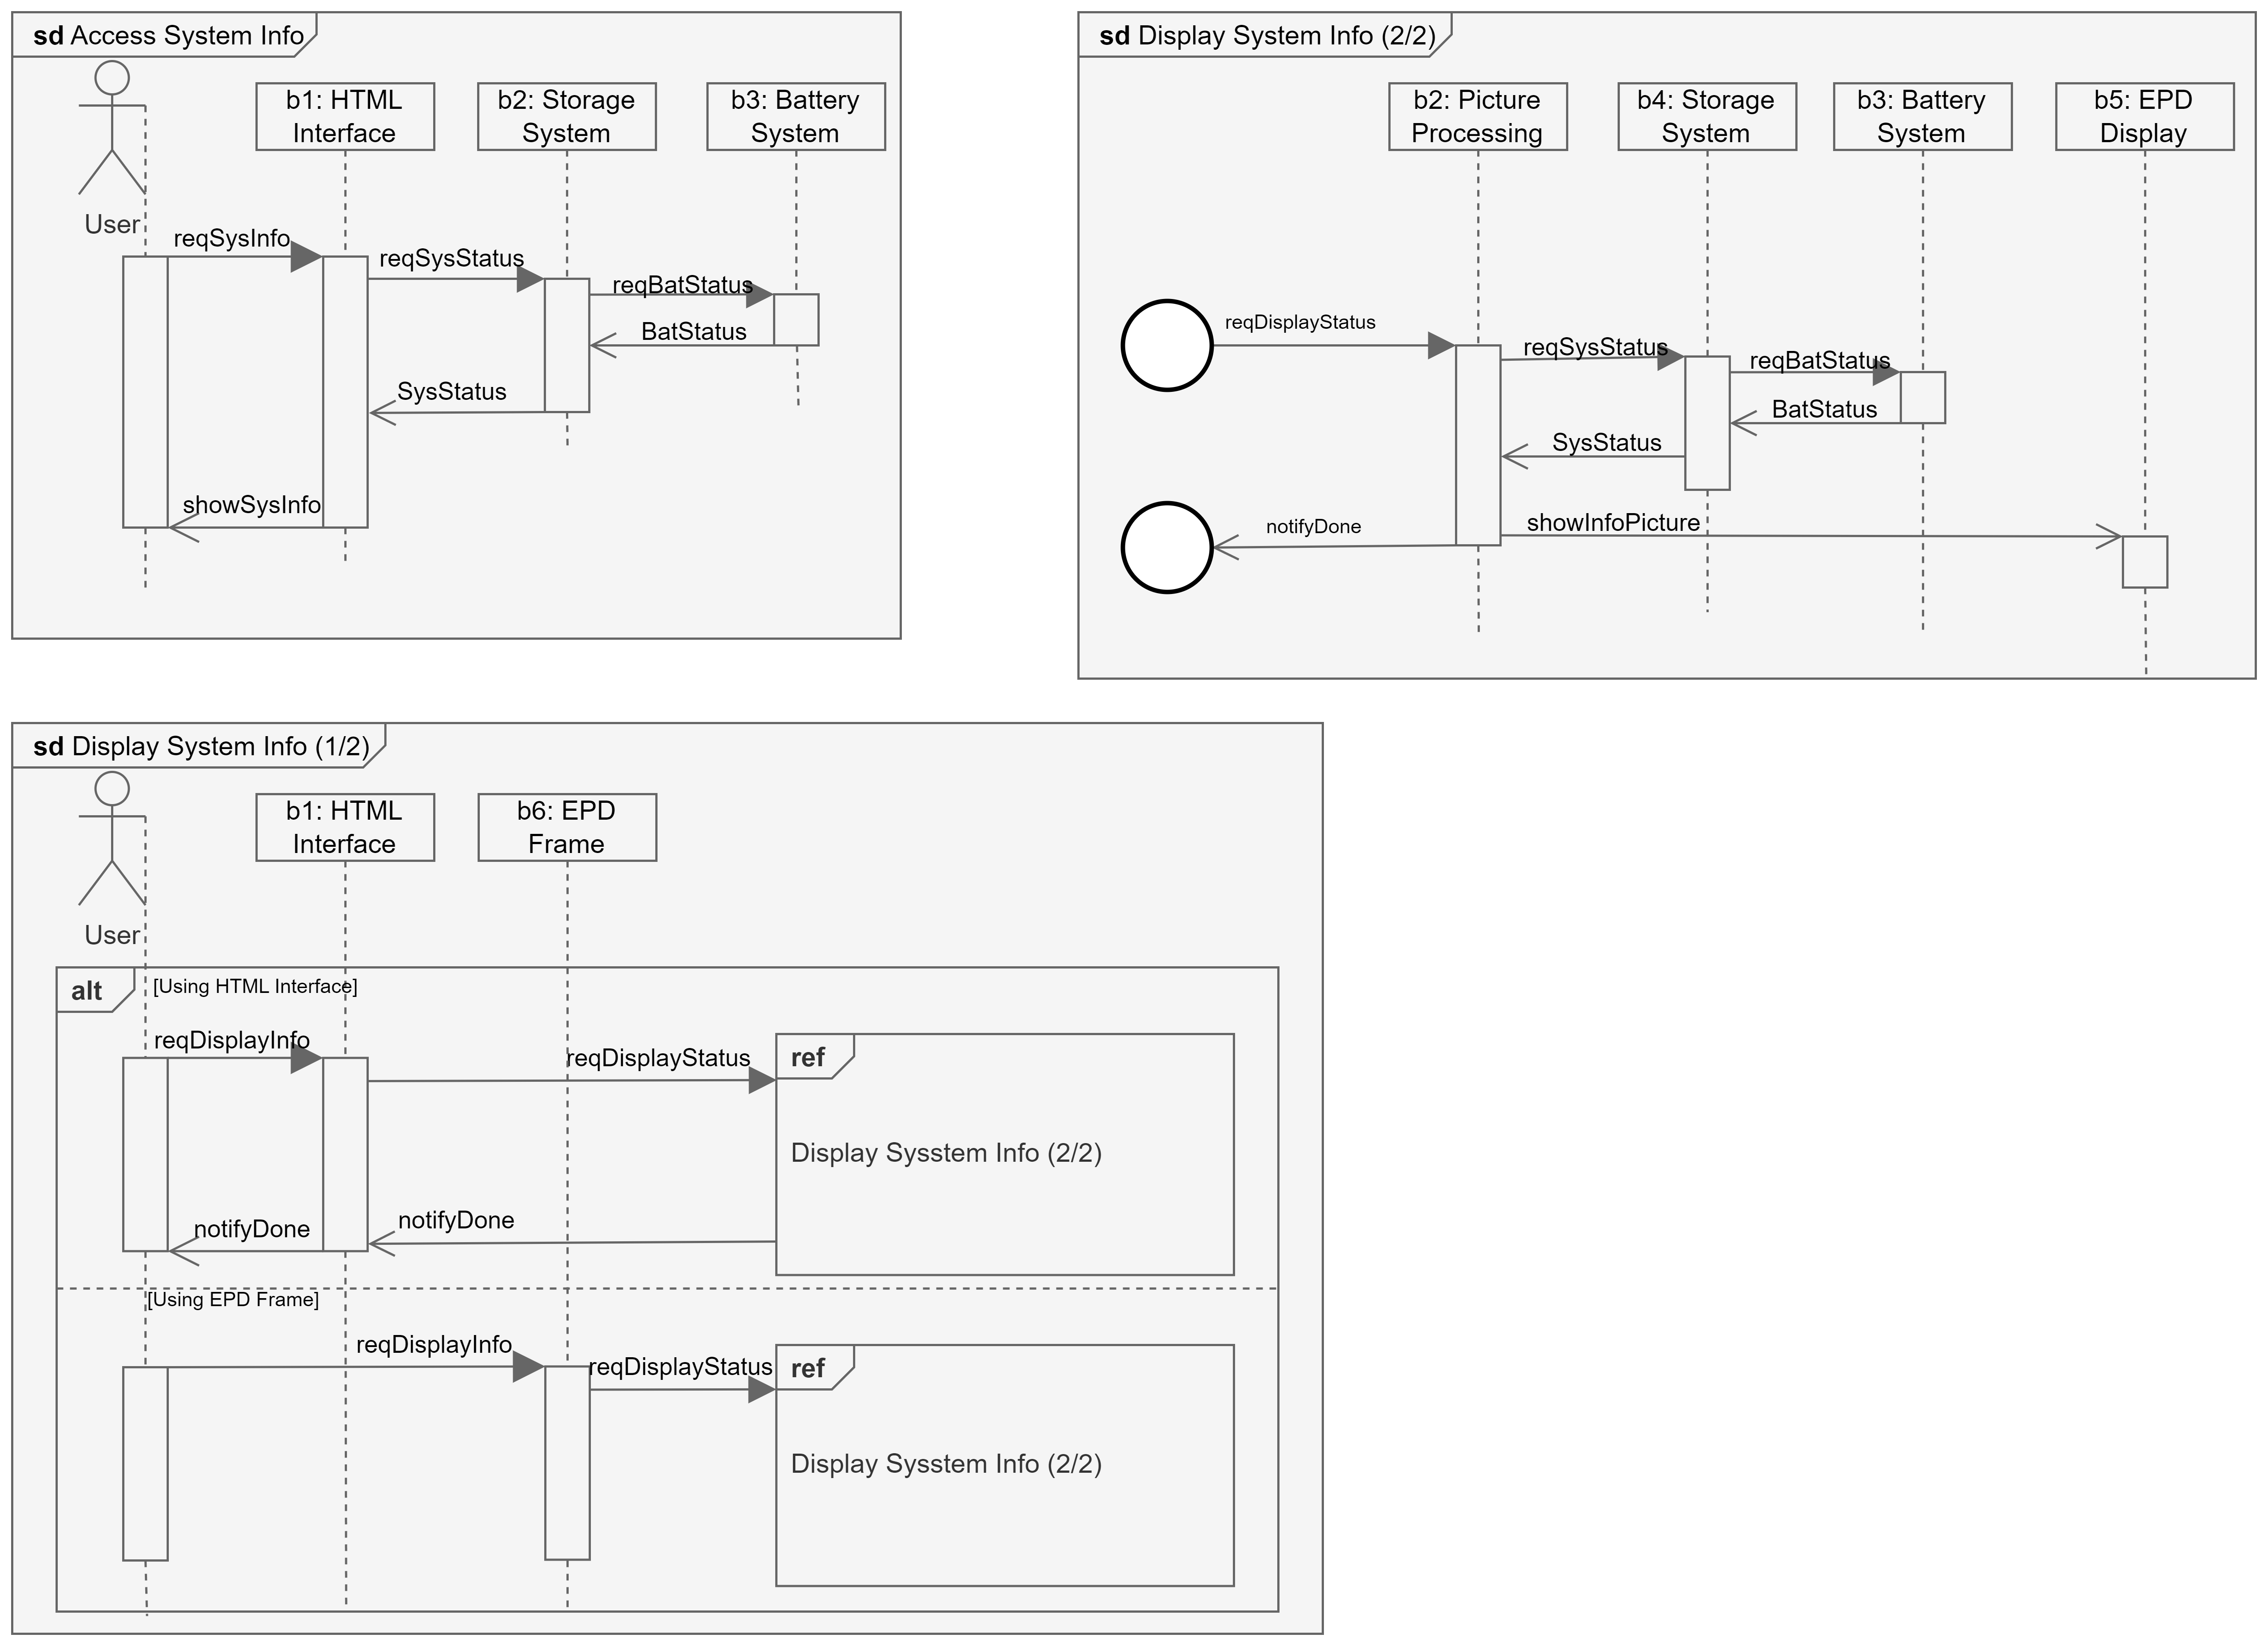 sd Access System Info
b1: HTML
Interface
b2: Storage
System
b3: Battery
System
User
reqSysInfo
reqSysStatus
reqBatStatus
BatStatus
SysStatus
showSysInfo
sd Display System Info (2/2)
b2: Picture
Processing
b4: Storage
System
b3: Battery
System
b5: EPD
Display
reqDisplayStatus
reqSysStatus
reqBatStatus
BatStatus
SysStatus
showInfoPicture
notifyDone
sd Display System Info (1/2)
b1: HTML
Interface
b6: EPD
Frame
User
alt
[Using HTML Interface]
reqDisplayInfo
reqDisplayStatus
ref
Display Sysstem Info (2/2)
notifyDone
notifyDone
[Using EPD Frame]
reqDisplayInfo
reqDisplayStatus
ref
Display Sysstem Info (2/2)